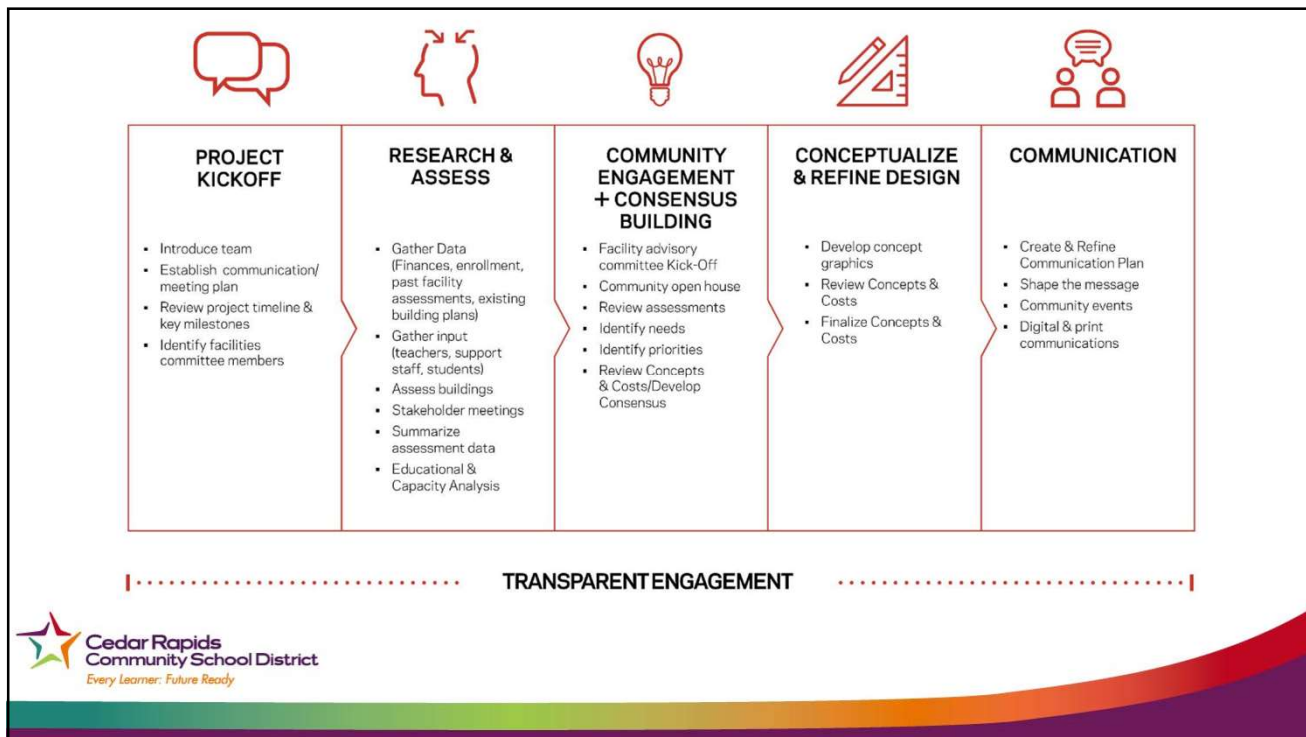 PROJECT
KICKOFF
▪ Introduce team
▪ Establish communication/
meeting plan
▪ Review project timeline &
key milestones
▪ Identify facilities
committee members
RESEARCH &
ASSESS
▪ Gather Data
(Finances, enrollment,
past facility
assessments, existing
building plans)
▪ Gather input
(teachers, support
staff, students)
▪ Assess buildings
▪ Stakeholder meetings
▪ Summarize
assessment data
▪ Educational &
Capacity Analysis
COMMUNITY
ENGAGEMENT
+ CONSENSUS
BUILDING
▪ Facility advisory
committee Kick-Off
▪ Community open house
▪ Review assessments
▪ Identify needs
▪ Identify priorities
▪ Review Concepts
& Costs/Develop
Consensus
CONCEPTUALIZE
& REFINE DESIGN
▪ Develop concept
graphics
▪ Review Concepts &
Costs
▪ Finalize Concepts &
Costs
COMMUNICATION
▪ Create & Refine
Communication Plan
▪ Shape the message
▪ Community events
▪ Digital & print
communications
TRANSPARENT ENGAGEMENT
Cedar Rapids
Community School District
Every Learner: Future Ready